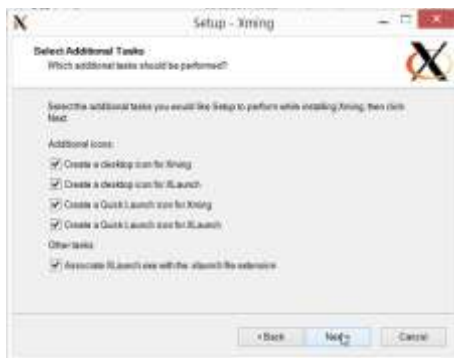 Setup - Xming
Select Additional Tasks
Which additional tasks should be performed?
Select the additional tasks you would like Setup to perform while installing Xming, then click
Next.
Additional icons:
Create a desktop icon for Xming
Create a desktop icon for XLaunch
Create a Quick Launch icon for Xming
Create a Quick Launch icon for XLaunch
Other tasks:
Associate XLaunch.exe with the .xlaunch file extension
< Back
Next >
Cancel